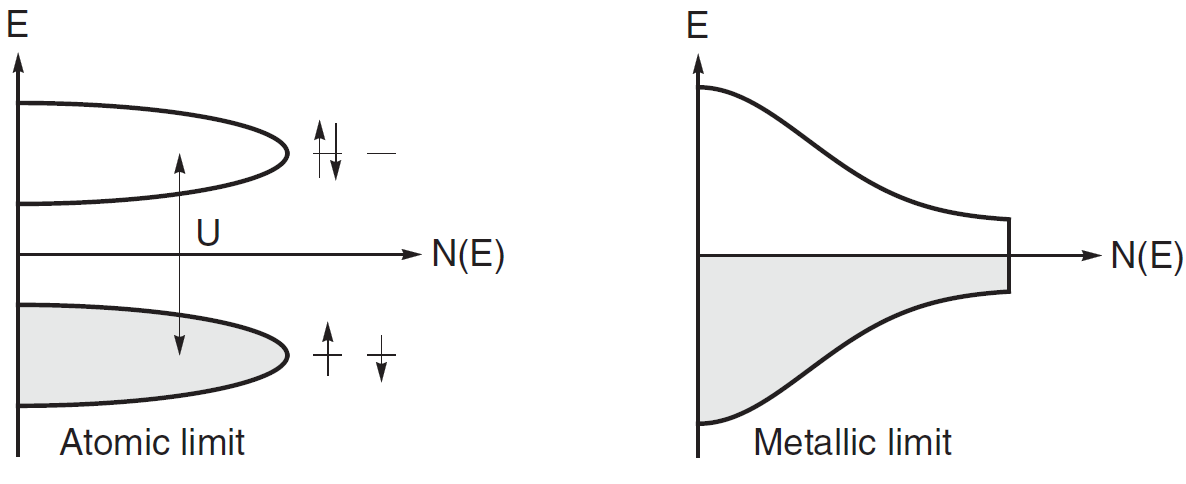 E
U
N(E)
Atomic limit
E
N(E)
Metallic limit